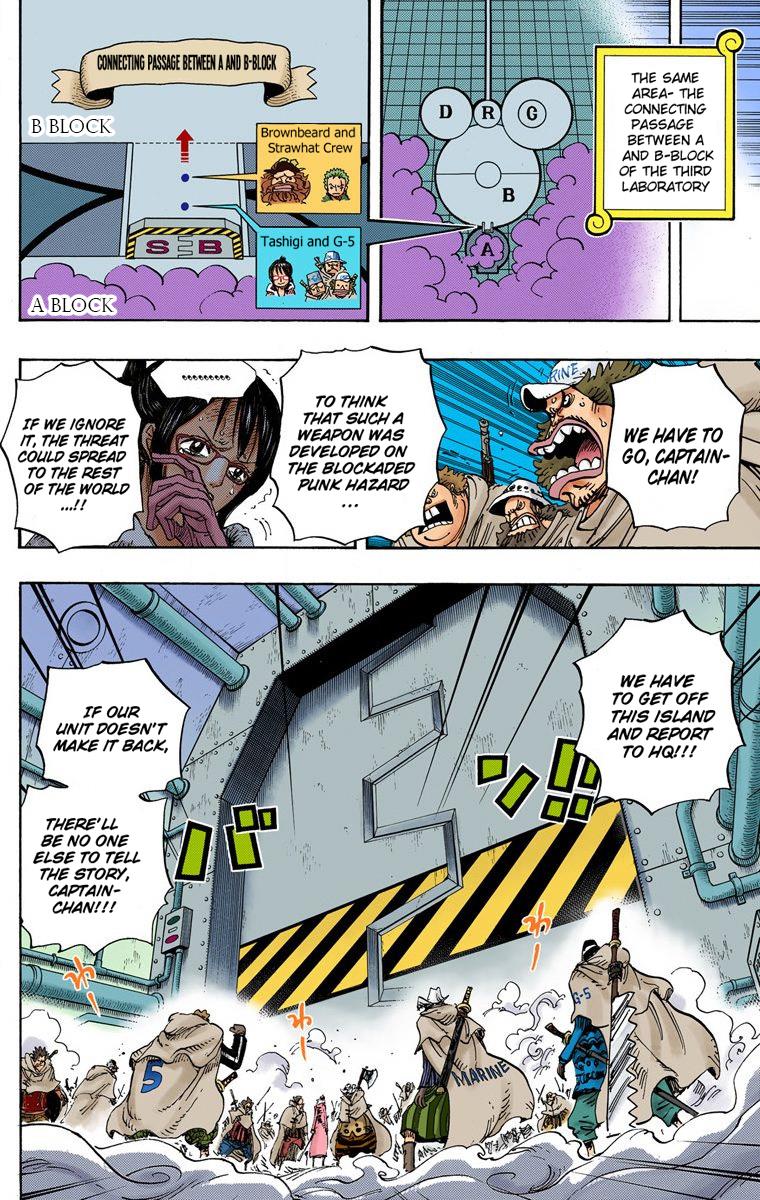 THE SAME
AREA- THE
CONNECTING
PASSAGE
BETWEEN A
AND B-BLOCK
OF THE THIRD
LABORATORY
D
R
G
B
A
CONNECTING PASSAGE BETWEEN A AND B-BLOCK
B BLOCK
Brownbeard and
Strawhat Crew
Tashigi and G-5
S B
A BLOCK
RINE
WE HAVE TO
GO, CAPTAIN-
CHAN!
TO THINK
THAT SUCH A
WEAPON WAS
DEVELOPED ON
THE BLOCKADED
PUNK HAZARD
...
............
IF WE IGNORE
IT, THE THREAT
COULD SPREAD
TO THE REST
OF THE WORLD
...!!
WE HAVE
TO GET OFF
THIS ISLAND
AND REPORT
TO HQ!!!
IF OUR
UNIT DOESN'T
MAKE IT BACK,
THERE'LL
BE NO ONE
ELSE TO TELL
THE STORY,
CAPTAIN-
CHAN!!!
5
MARINE
G-5